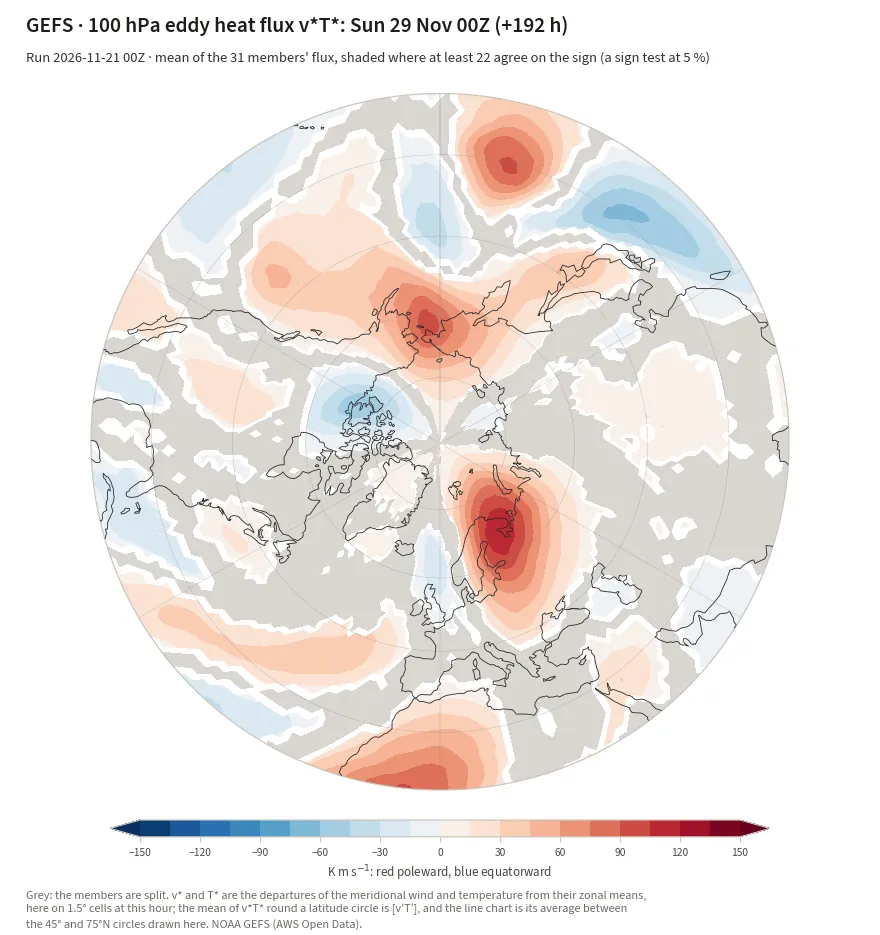 GEFS · 100 hPa eddy heat flux v*T*: Sun 29 Nov 00Z (+192 h)
Run 2026-11-21 00Z · mean of the 31 members' flux, shaded where at least 22 agree on the sign (a sign test at 5 %)
−150 −120 −90 −60 −30 0 30 60 90 120 150
K m s⁻¹: red poleward, blue equatorward
Grey: the members are split. v* and T* are the departures of the meridional wind and temperature from their zonal means,
here on 1.5° cells at this hour; the mean of v*T* round a latitude circle is [v'T'], and the line chart is its average between
the 45° and 75°N circles drawn here. NOAA GEFS (AWS Open Data).